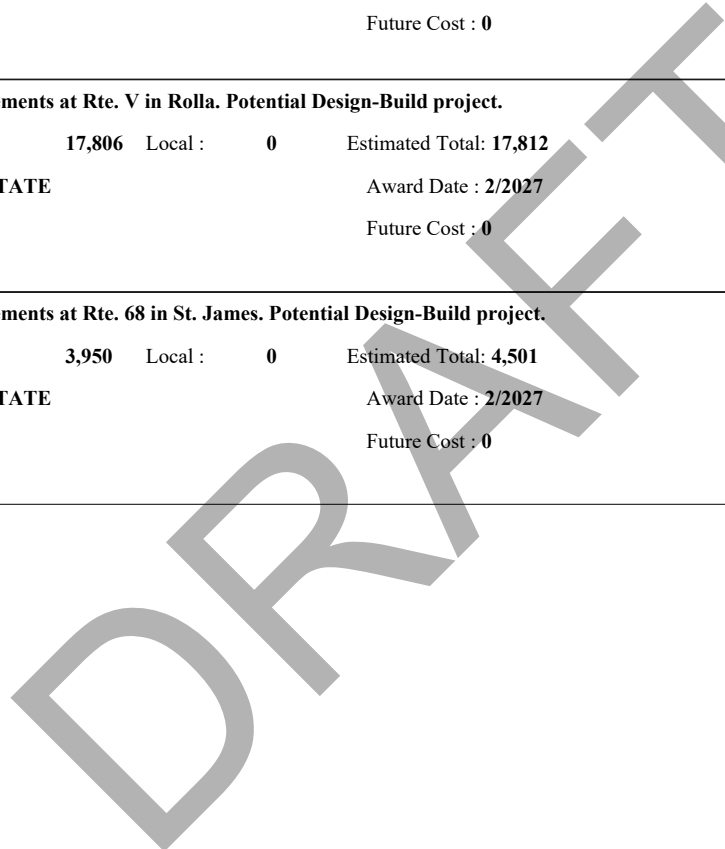 Future Cost : 0
ements at Rte. V in Rolla. Potential Design-Build project.
17,806 Local : 0 Estimated Total: 17,812
TATE Award Date : 2/2027
Future Cost : 0
ements at Rte. 68 in St. James. Potential Design-Build project.
3,950 Local : 0 Estimated Total: 4,501
TATE Award Date : 2/2027
Future Cost : 0
DRAFT